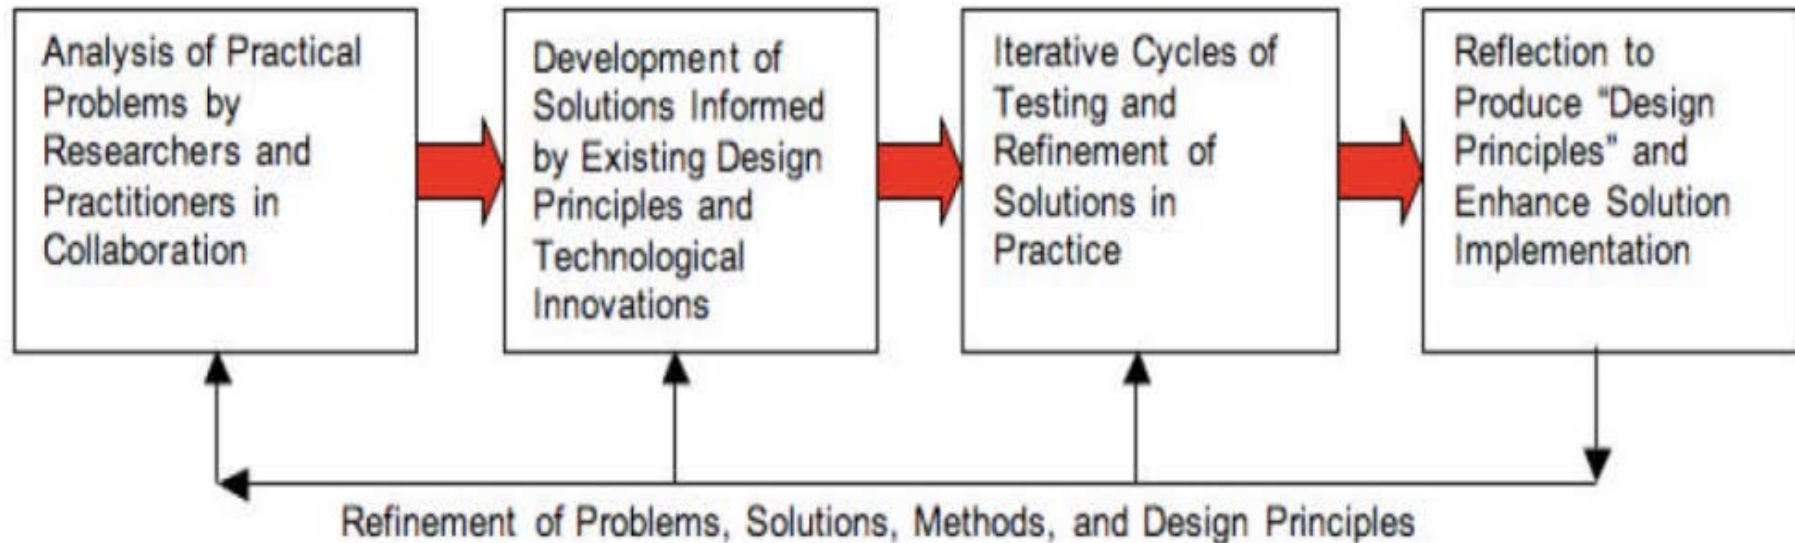 Analysis of Practical
Problems by
Researchers and
Practitioners in
Collaboration
Development of
Solutions Informed
by Existing Design
Principles and
Technological
Innovations
Iterative Cycles of
Testing and
Refinement of
Solutions in
Practice
Reflection to
Produce “Design
Principles” and
Enhance Solution
Implementation
Refinement of Problems, Solutions, Methods, and Design Principles